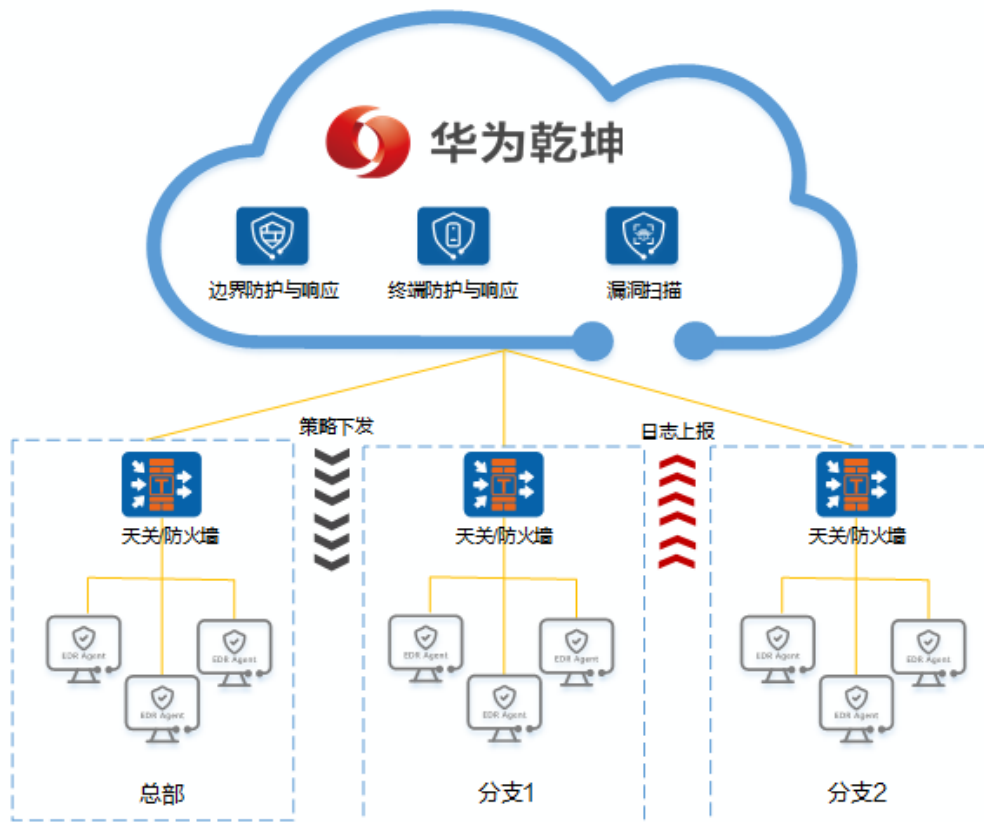 华为乾坤
边界防护与响应
终端防护与响应
漏洞扫描
策略下发
日志上报
天关/防火墙
天关/防火墙
天关/防火墙
T
T
T
EDR Agent
EDR Agent
EDR Agent
EDR Agent
EDR Agent
EDR Agent
EDR Agent
EDR Agent
EDR Agent
总部
分支1
分支2